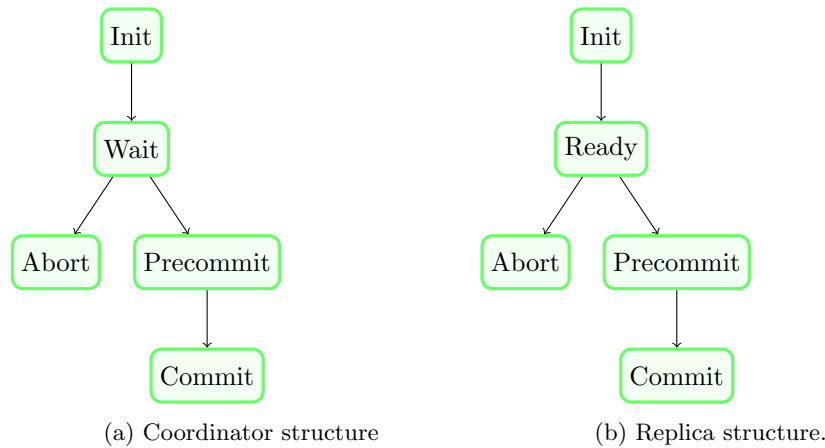 Init
Wait
Abort Precommit
Commit
(a) Coordinator structure
Init
Ready
Abort Precommit
Commit
(b) Replica structure.